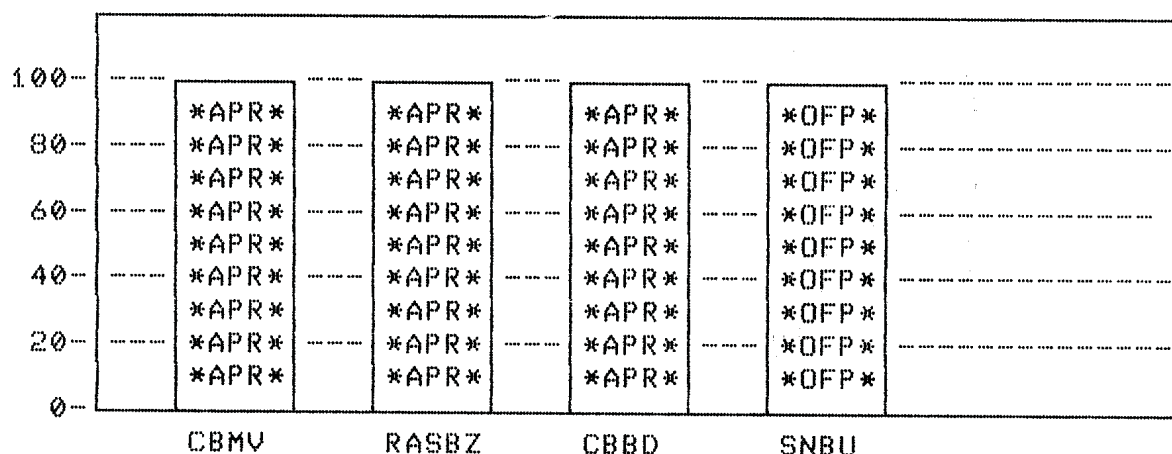 100
*APR* *APR* *APR* *OFP*
80 *APR* *APR* *APR* *OFP*
*APR* *APR* *APR* *OFP*
60 *APR* *APR* *APR* *OFP*
*APR* *APR* *APR* *OFP*
40 *APR* *APR* *APR* *OFP*
*APR* *APR* *APR* *OFP*
20 *APR* *APR* *APR* *OFP*
*APR* *APR* *APR* *OFP*
0
CBMV RASBZ CBBD SNBU